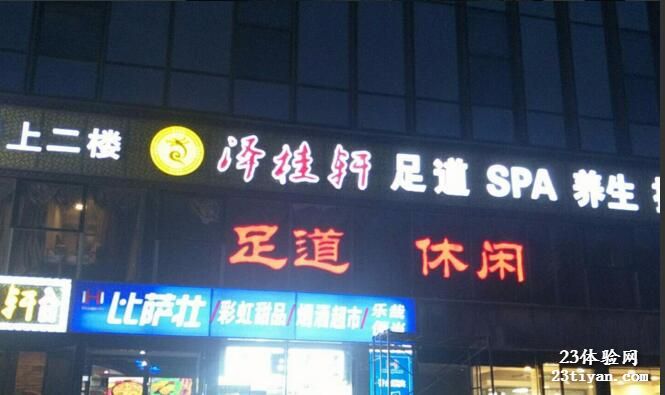 上二楼 泽桂轩 足道 SPA 养生
足道 休闲
轩
比萨壮/彩虹甜品/烟酒超市/
23体验网
23tiyan.com